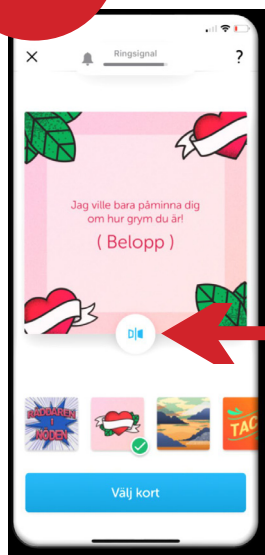 Ringsignal
?
Jag ville bara påminna dig
om hur grym du är!
( Belopp )
RÄDDAREN
I
NÖDEN
TAC
Välj kort